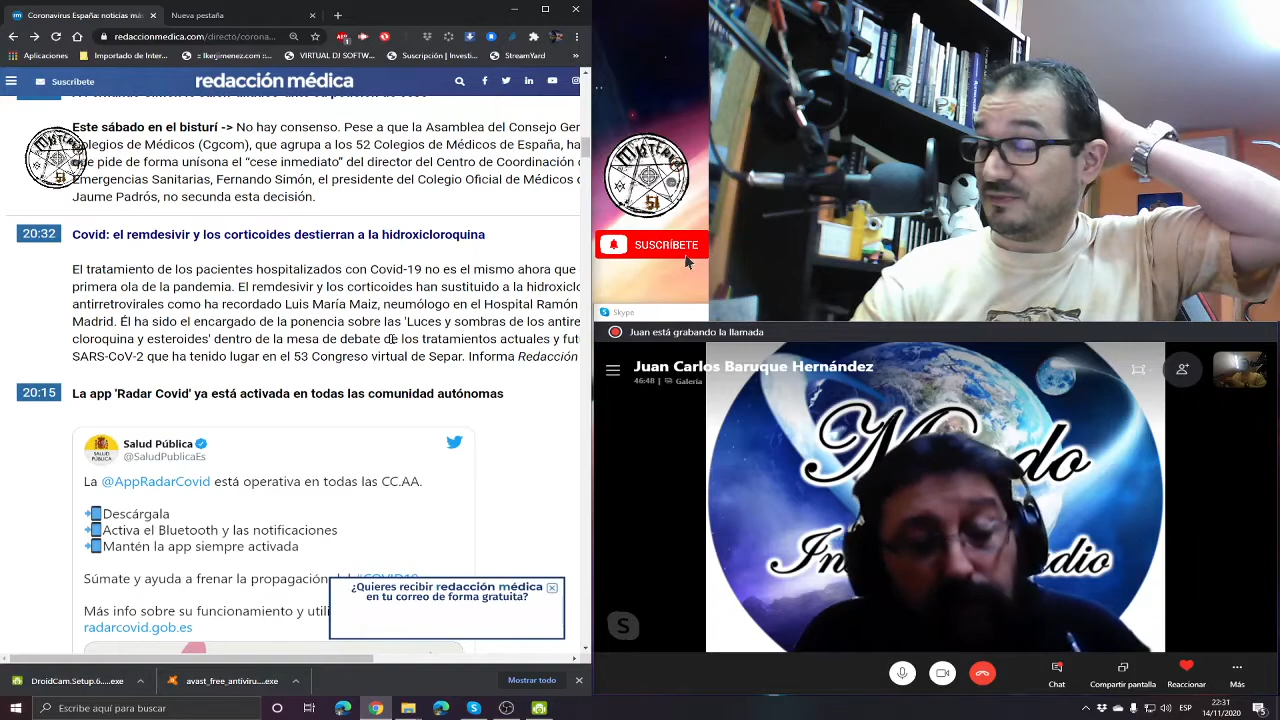 Coronavirus España noticias más
Nueva pestaña
redaccionmedica.com/directo/corona...
Aplicaciones
Importado de Inter...
= Ikerjimenez.com:...
VIRTUAL DJ SOFTW...
Suscripción | Investi...
StreamYard
Suscríbete
redacción médica
Este sábado en el bisturí -> No hay consenso. Pese a que la Asamblea del Consejo Ger
olegios de Médicos (Cgcom), que agrupa a los 52 Colegios de Médicos de España, ha
que pide de forma unísona el “cese inmediato” del director del Centro de Coordinación
Emergencias Sanitarias, Fernando Simón, el presidente del Colegio Oficial de Médicos d
Jaume Padrós, no secunda esta decisión.
20:32
Covid: el remdesivir y los corticoides destierran a la hidroxicloroquina
El tratamiento de los pacientes hospitalizados con Covid-19 no es el mismo ahora que
primera ola de la pandemia. El remdesivir y los corticoides han sustituido a la hidroxiclo
antirretrovirales como ha recordado Luis María Maiz, neumólogo en el Hospital Ramón
Madrid. Él ha sido el encargado de la ponencia sobre las 'Luces y sombras de los antire
cloroquina y esteroides' dentro de la mesa de debate de los tratamientos actuales y futu
SARS-CoV-2 que ha tenido lugar en el 53 Congreso virtual de Separ. Informa Redacción
20:15
La app 'Radar Covid' ya está activada en todas las comunidad autónomas
Salud Pública
@SaludPublicaEs
La @AppRadarCovid está operativa en todas las CC.AA.
Descárgala
Activa el Bluetooth y las notificaciones
Mantén la app siempre activada
Súmate y ayuda a frenar la propagación del #COVID19
¿Quieres recibir redacción médica
en tu correo de forma gratuita?
Más info sobre su funcionamiento y utili
radarcovid.gob.es
DroidCam.Setup.6....exe
avast_free_antiviru....exe
Mostrar todo
Escribe aquí para buscar
51
SUSCRÍBETE
Skype
Juan está grabando la llamada
Juan Carlos Baruque Hernández
46:48 | Galería
Chat
Compartir pantalla
Reaccionar
Más
ESP
22:31
14/11/2020